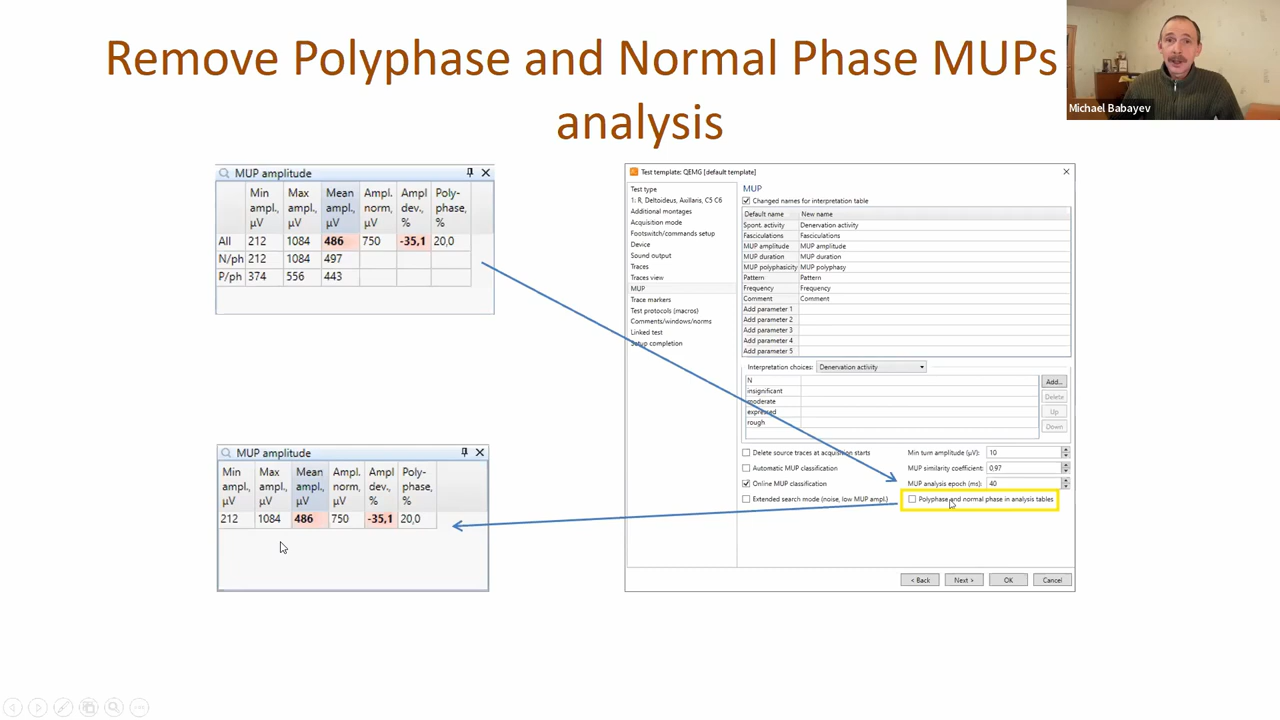 Remove Polyphase and Normal Phase MUPs
analysis
Michael Babayev
MUP amplitude
Min ampl., µV Max ampl., µV Mean ampl., µV Ampl. norm, µV Ampl dev., % Poly- phase, %
All 212 1084 486 750 -35,1 20,0
N/ph 212 1084 497
P/ph 374 556 443
MUP amplitude
Min ampl., µV Max ampl., µV Mean ampl., µV Ampl. norm, µV Ampl dev., % Poly- phase, %
212 1084 486 750 -35,1 20,0
Test template: QEMG [default template]
Test type
1: R, Deltoideus, Axillaris, C5 C6
Additional montages
Acquisition mode
Footswitch/commands setup
Device
Sound output
Traces
Traces view
MUP
Trace markers
Test protocols (macros)
Comments/windows/norms
Linked test
Setup completion
MUP
Changed names for interpretation table
Default name New name
Spont. activity Denervation activity
Fasciculations Fasciculations
MUP amplitude MUP amplitude
MUP duration MUP duration
MUP polyphasicity MUP polyphasy
Pattern Pattern
Frequency Frequency
Comment Comment
Add parameter 1
Add parameter 2
Add parameter 3
Add parameter 4
Add parameter 5
Interpretation choices: Denervation activity
N
insignificant
moderate
expressed
rough
Add...
Delete
Up
Down
Delete source traces at acquisition starts
Automatic MUP classification
Online MUP classification
Extended search mode (noise, low MUP ampl.)
Min turn amplitude (µV): 10
MUP similarity coefficient: 0,97
MUP analysis epoch (ms): 40
Polyphase and normal phase in analysis tables
< Back Next > OK Cancel